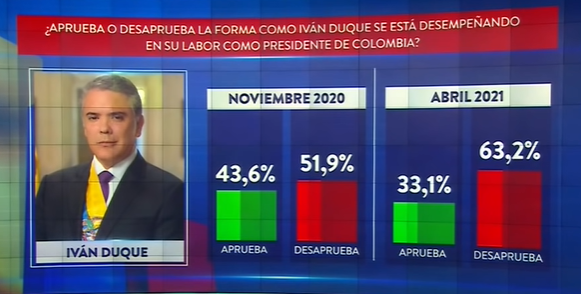 ¿APRUEBA O DESAPRUEBA LA FORMA COMO IVÁN DUQUE SE ESTÁ DESEMPEÑANDO
EN SU LABOR COMO PRESIDENTE DE COLOMBIA?
NOVIEMBRE 2020
ABRIL 2021
43,6%
51,9%
33,1%
63,2%
APRUEBA
DESAPRUEBA
APRUEBA
DESAPRUEBA
IVÁN DUQUE